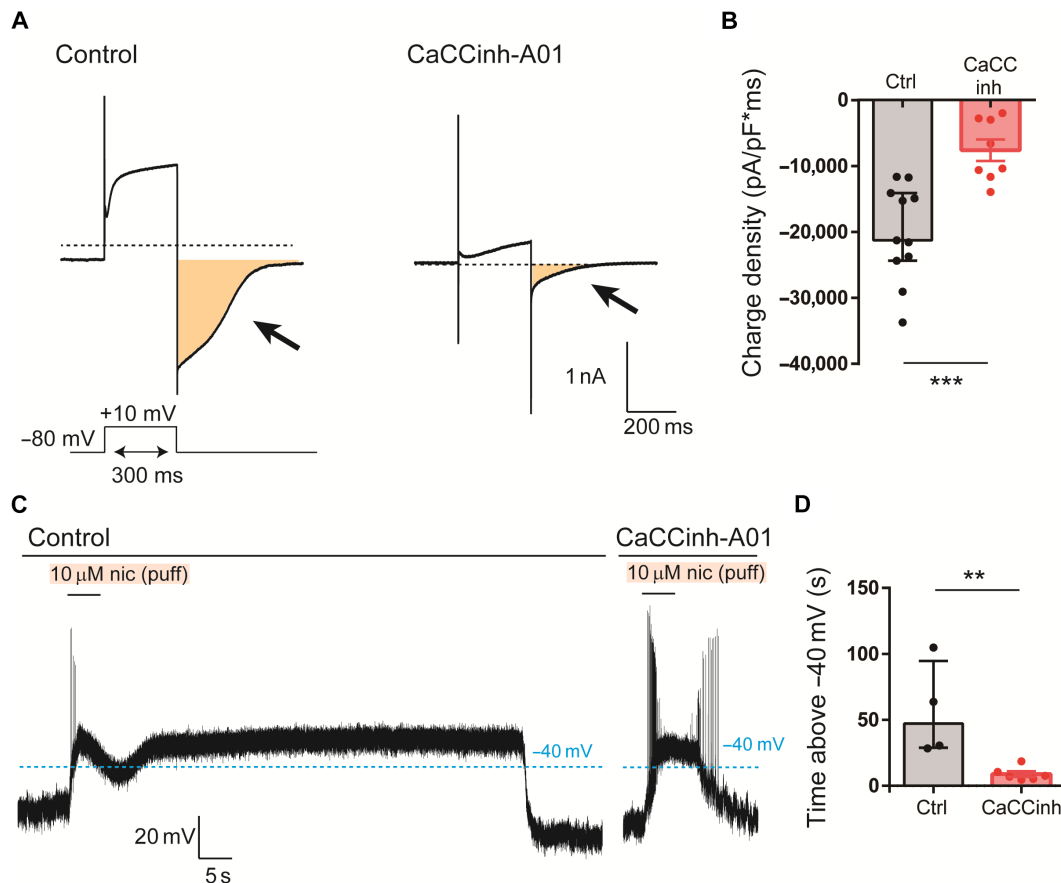 A
Control
CaCCinh-A01
+10 mV
−80 mV
300 ms
1 nA
200 ms
B
Ctrl
CaCC
inh
0
−10,000
−20,000
−30,000
−40,000
Charge density (pA/pF*ms)
***
C
Control
CaCCinh-A01
10 μM nic (puff)
10 μM nic (puff)
−40 mV
−40 mV
20 mV
5 s
D
**
150
100
50
0
Time above −40 mV (s)
Ctrl
CaCCinh